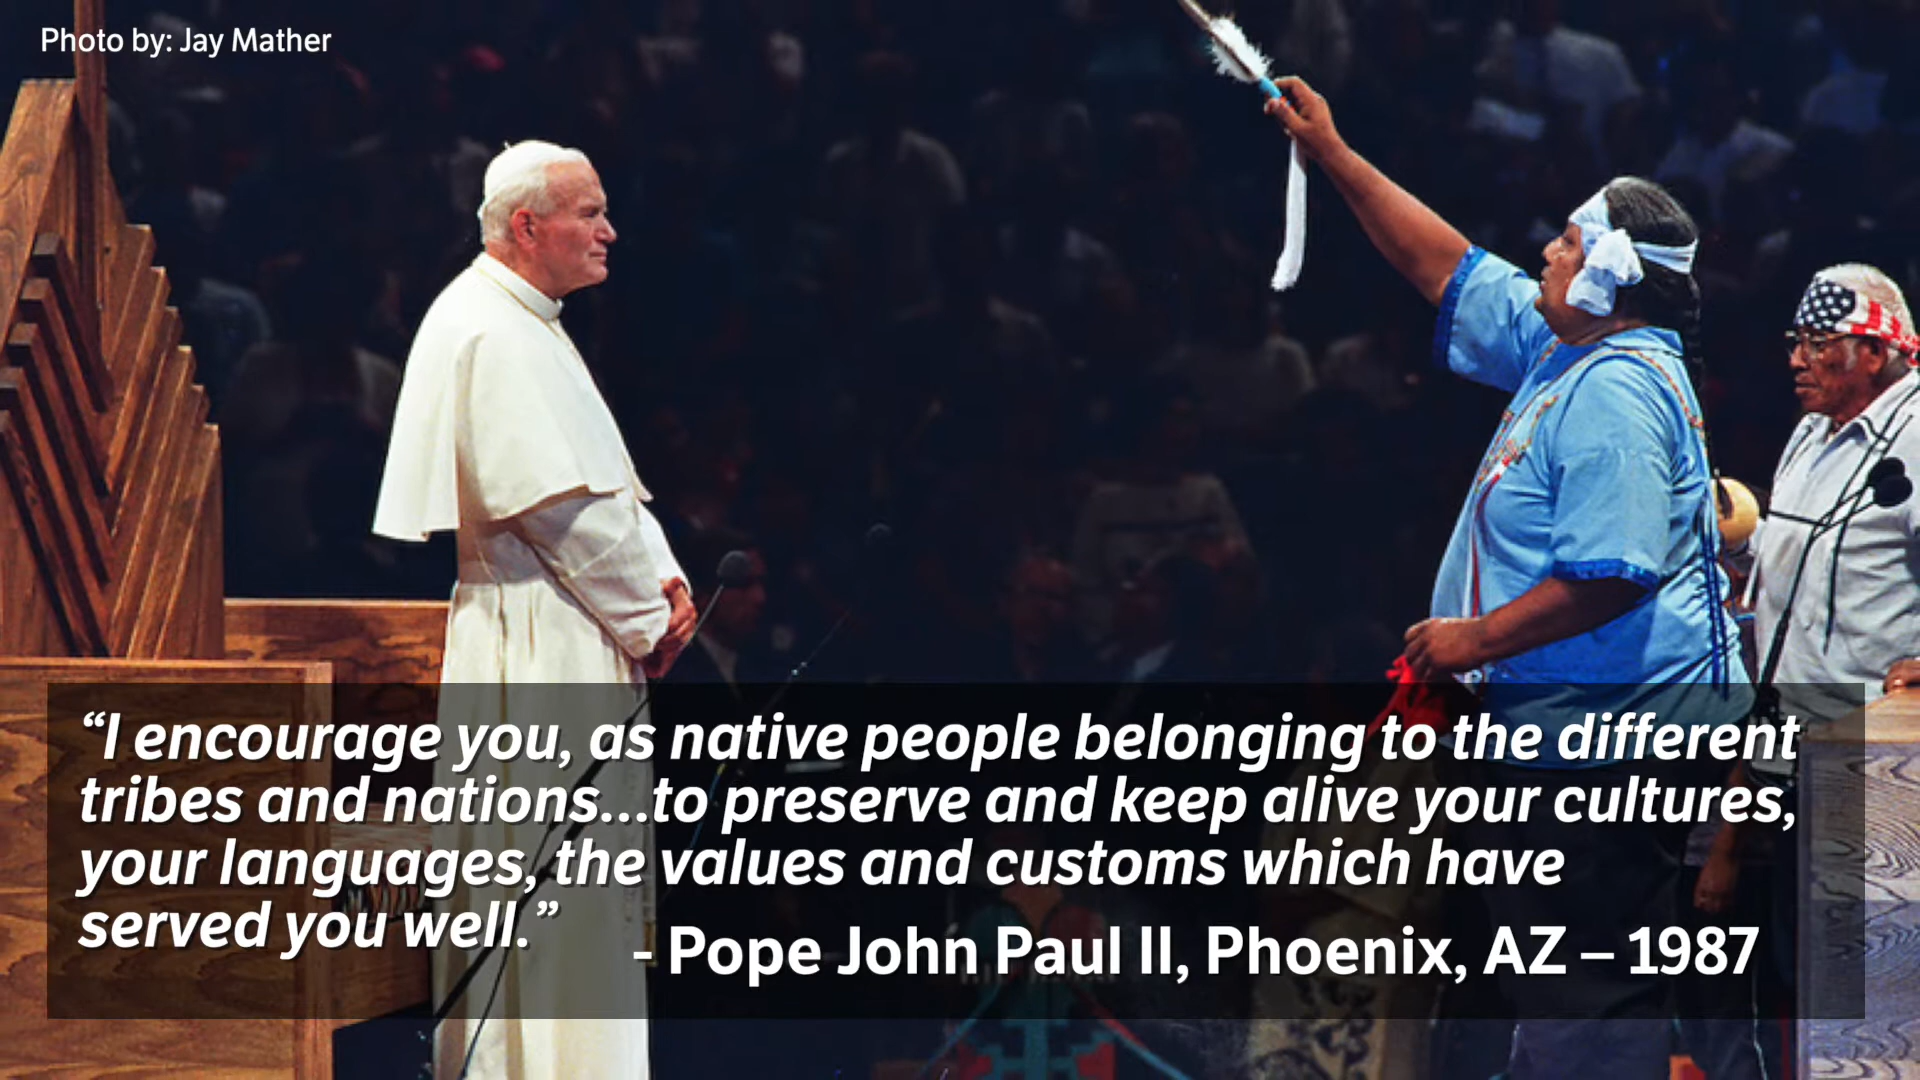 Photo by: Jay Mather
“I encourage you, as native people belonging to the different
tribes and nations...to preserve and keep alive your cultures,
your languages, the values and customs which have
served you well.”
- Pope John Paul II, Phoenix, AZ – 1987